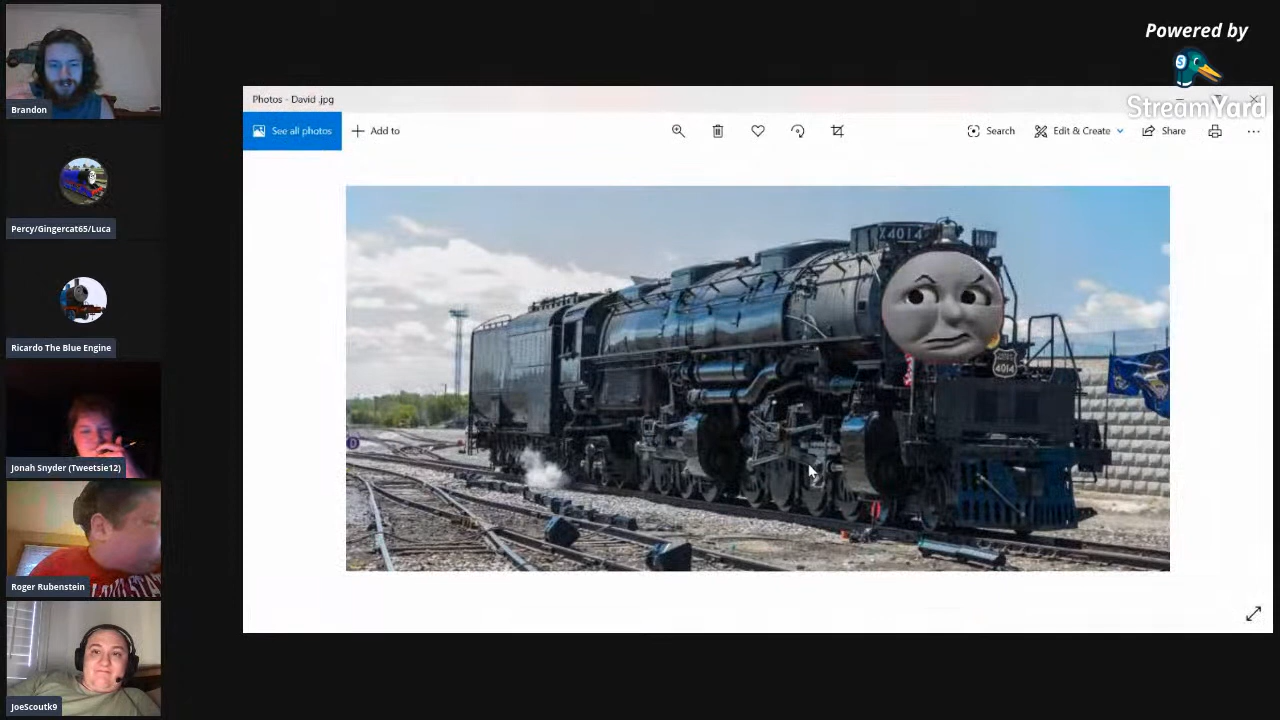 Powered by
StreamYard
Brandon
Percy/Gingercat65/Luca
Ricardo The Blue Engine
Jonah Snyder (Tweetsie12)
Roger Rubenstein
JoeScoutk9
Photos - David .jpg
See all photos
Add to
Search
Edit & Create
Share
X4014
4014